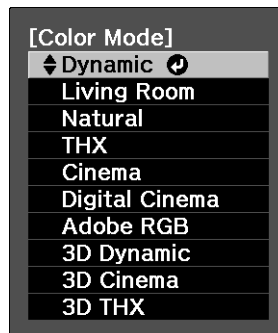 [Color Mode]
Dynamic
Living Room
Natural
THX
Cinema
Digital Cinema
Adobe RGB
3D Dynamic
3D Cinema
3D THX